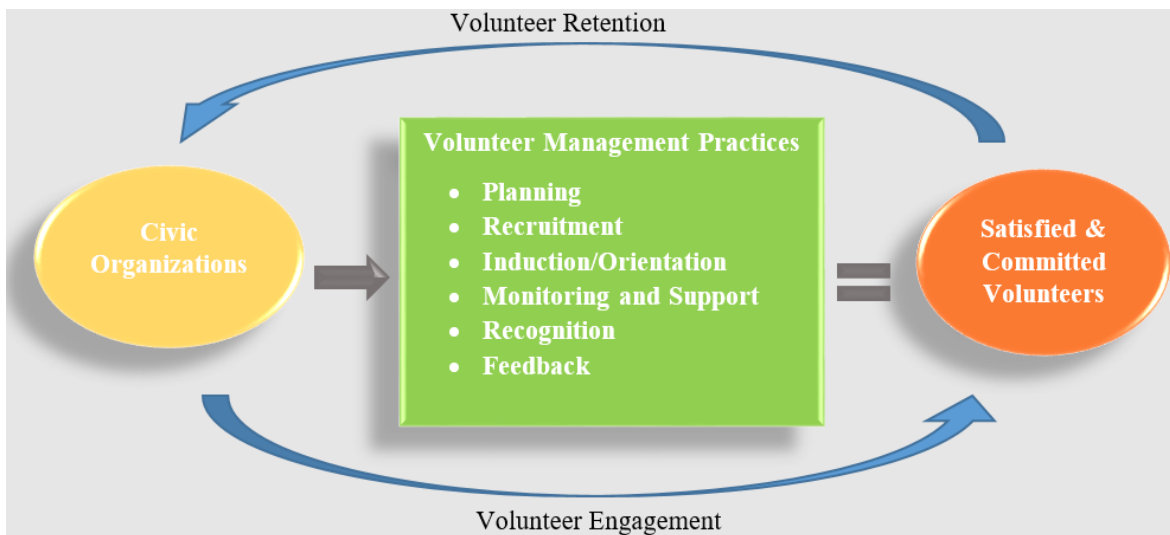 Volunteer Retention
Civic
Organizations
Volunteer Management Practices
• Planning
• Recruitment
• Induction/Orientation
• Monitoring and Support
• Recognition
• Feedback
Satisfied &
Committed
Volunteers
Volunteer Engagement